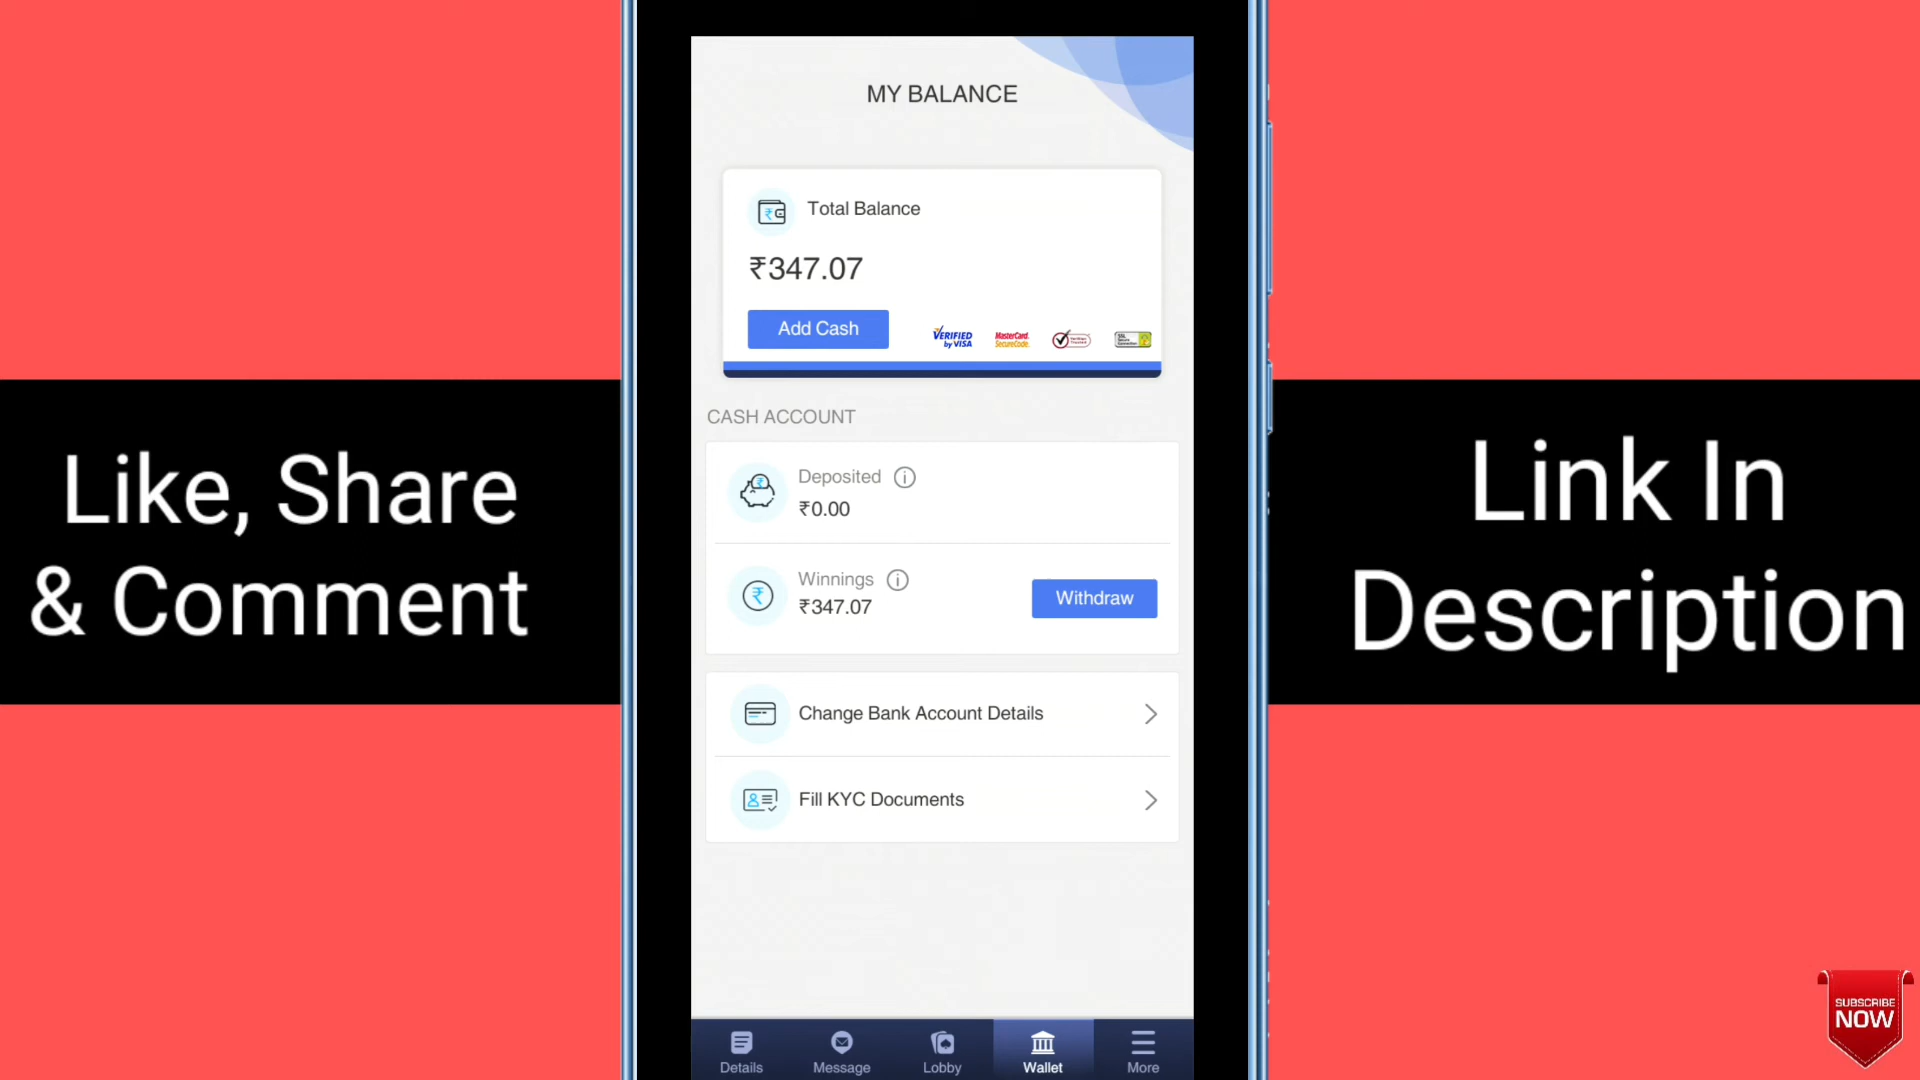 MY BALANCE
Total Balance
₹347.07
Add Cash
VERIFIED
by VISA
MasterCard.
SecureCode.
CASH ACCOUNT
Deposited
₹0.00
Winnings
₹347.07
Withdraw
Change Bank Account Details
Fill KYC Documents
Details
Message
Lobby
Wallet
More
Like, Share
& Comment
Link In
Description
SUBSCRIBE
NOW